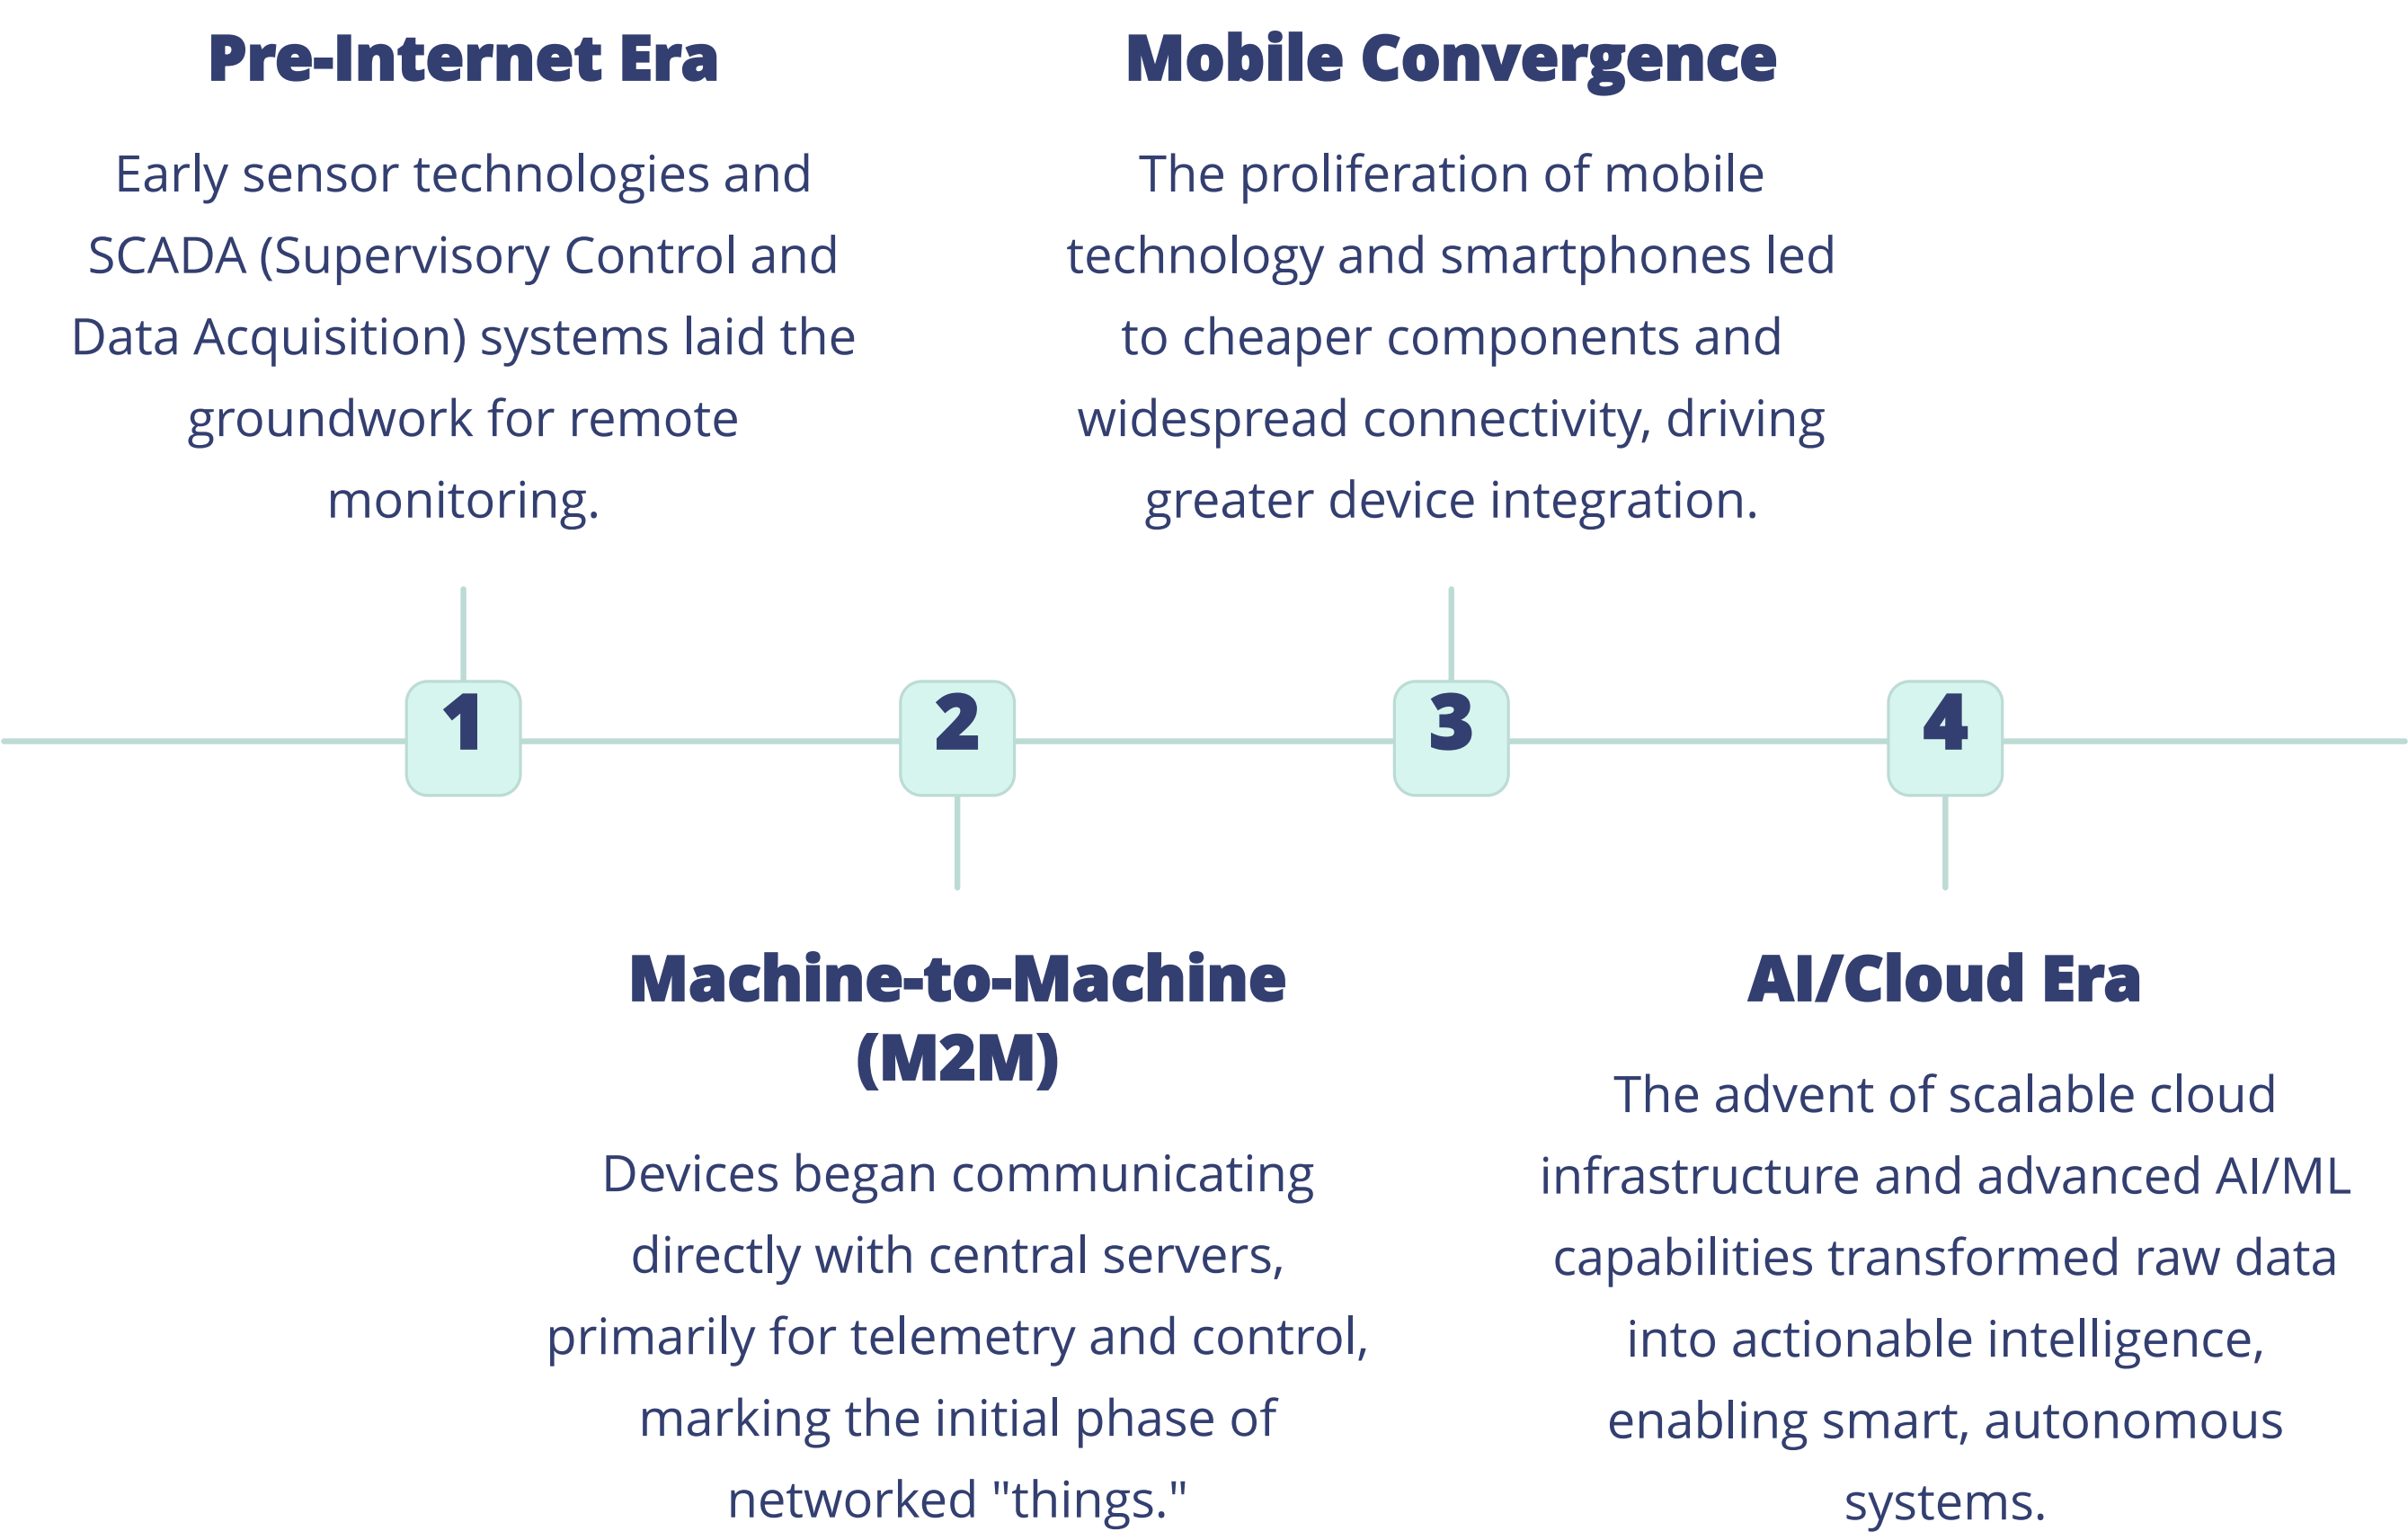 Pre-Internet Era
Early sensor technologies and
SCADA (Supervisory Control and
Data Acquisition) systems laid the
groundwork for remote
monitoring.
Mobile Convergence
The proliferation of mobile
technology and smartphones led
to cheaper components and
widespread connectivity, driving
greater device integration.
1
2
3
4
Machine-to-Machine
(M2M)
Devices began communicating
directly with central servers,
primarily for telemetry and control,
marking the initial phase of
networked "things."
AI/Cloud Era
The advent of scalable cloud
infrastructure and advanced AI/ML
capabilities transformed raw data
into actionable intelligence,
enabling smart, autonomous
systems.